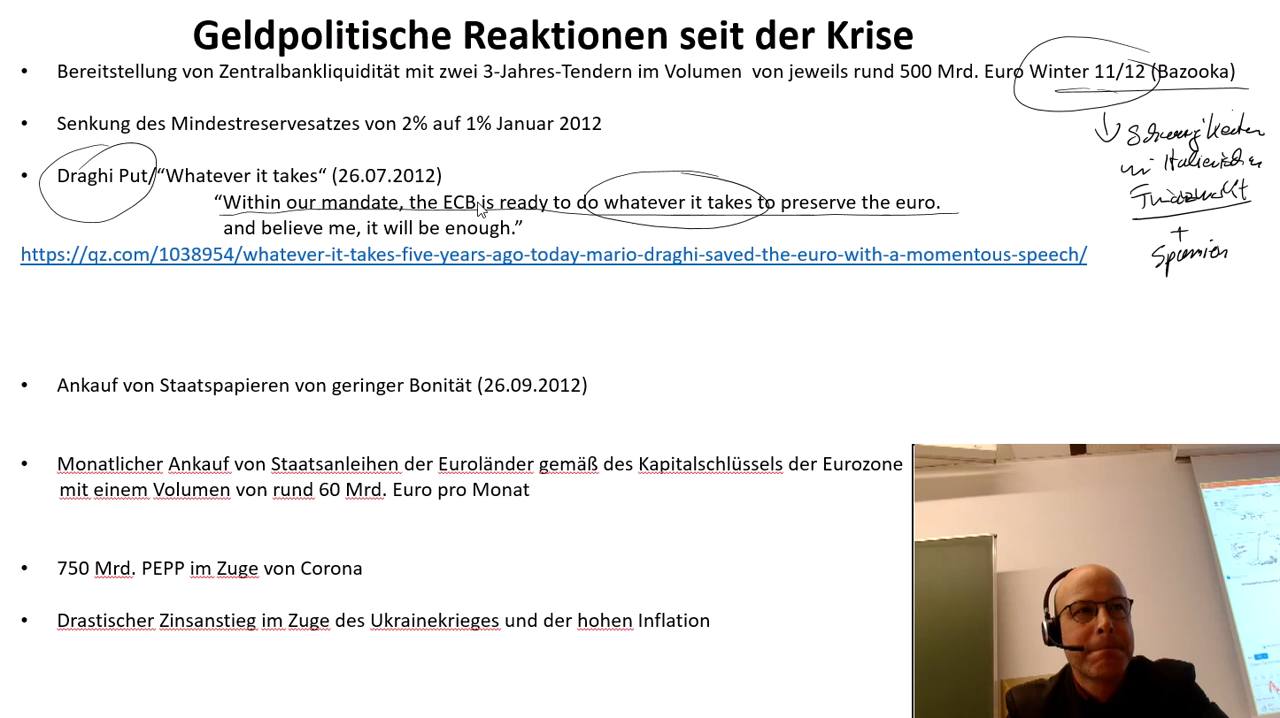 Geldpolitische Reaktionen seit der Krise
• Bereitstellung von Zentralbankliquidität mit zwei 3-Jahres-Tendern im Volumen von jeweils rund 500 Mrd. Euro Winter 11/12 (Bazooka)
• Senkung des Mindestreservesatzes von 2% auf 1% Januar 2012
• Draghi Put/“Whatever it takes“ (26.07.2012)
“Within our mandate, the ECB is ready to do whatever it takes to preserve the euro.
and believe me, it will be enough.”
https://qz.com/1038954/whatever-it-takes-five-years-ago-today-mario-draghi-saved-the-euro-with-a-momentous-speech/
Schwierigkeiten
+
Spanien
• Ankauf von Staatspapieren von geringer Bonität (26.09.2012)
• Monatlicher Ankauf von Staatsanleihen der Euroländer gemäß des Kapitalschlüssels der Eurozone
mit einem Volumen von rund 60 Mrd. Euro pro Monat
• 750 Mrd. PEPP im Zuge von Corona
• Drastischer Zinsanstieg im Zuge des Ukrainekrieges und der hohen Inflation